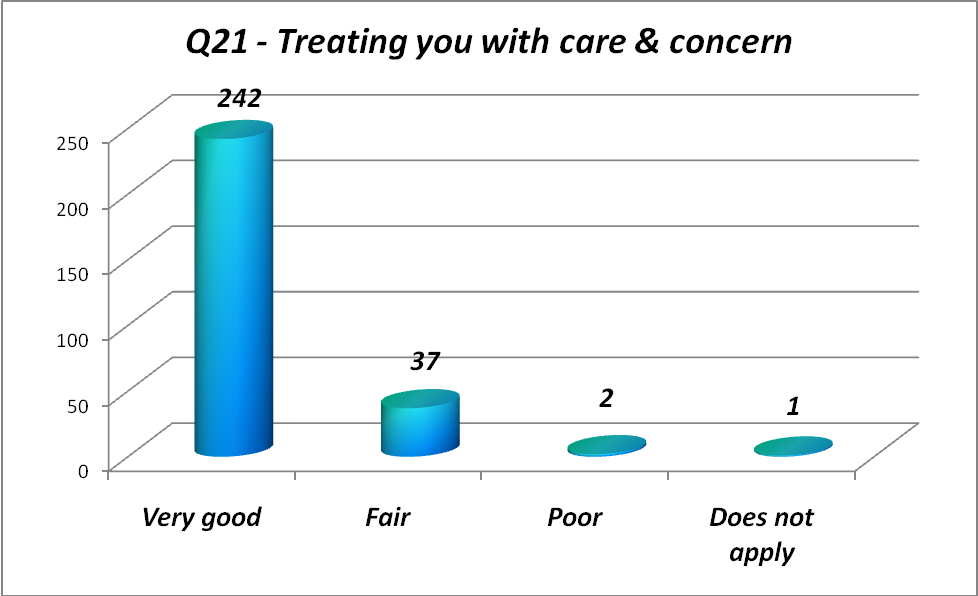 Q21 - Treating you with care & concern
242
250
200
150
100
50
0
37
2
1
Very good
Fair
Poor
Does not
apply